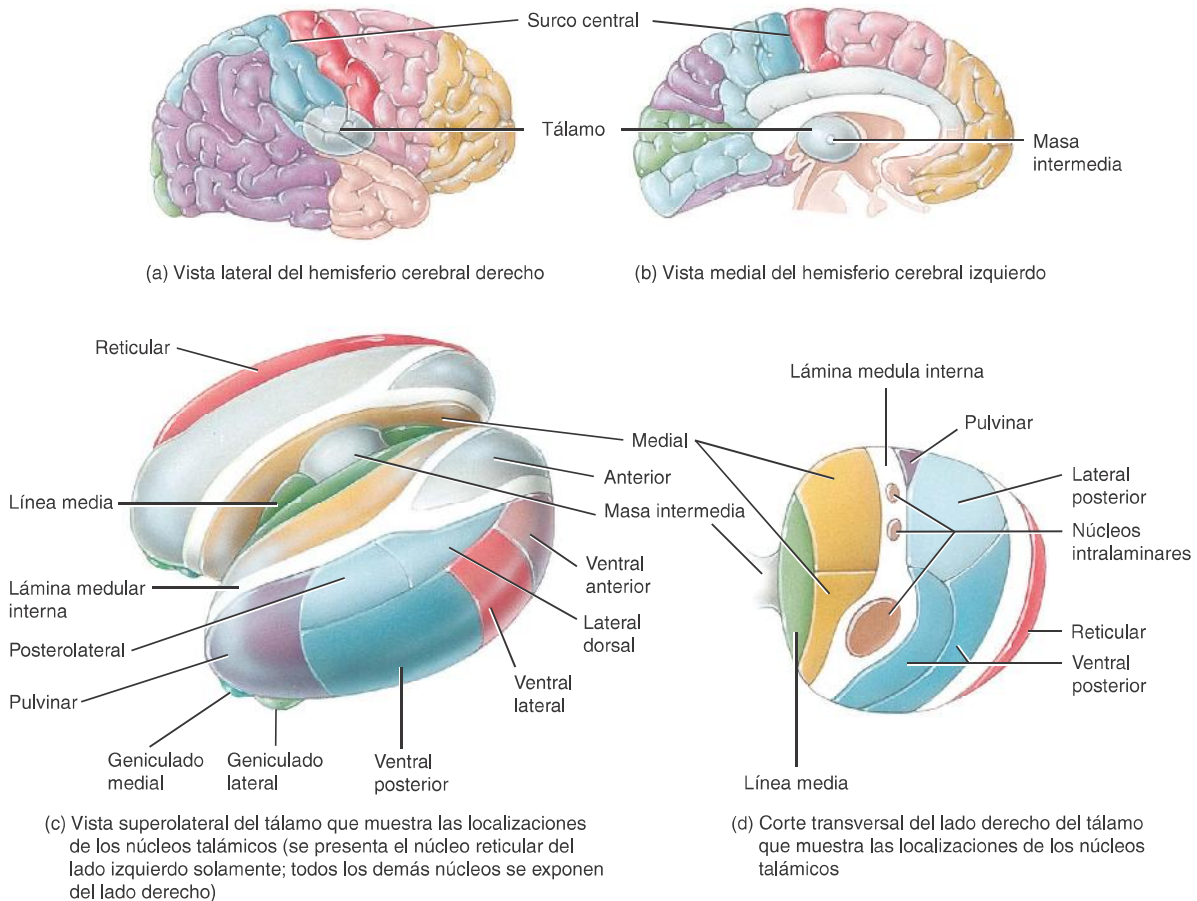 Surco central
Tálamo
Masa
intermedia
(a) Vista lateral del hemisferio cerebral derecho
(b) Vista medial del hemisferio cerebral izquierdo
Reticular
Línea media
Lámina medular
interna
Posterolateral
Pulvinar
Geniculado
medial
Geniculado
lateral
Ventral
posterior
Medial
Anterior
Masa intermedia
Ventral
anterior
Lateral
dorsal
Ventral
lateral
(c) Vista superolateral del tálamo que muestra las localizaciones
de los núcleos talámicos (se presenta el núcleo reticular del
lado izquierdo solamente; todos los demás núcleos se exponen
del lado derecho)
Lámina medula interna
Pulvinar
Lateral
posterior
Núcleos
intralaminares
Reticular
Ventral
posterior
Línea media
(d) Corte transversal del lado derecho del tálamo
que muestra las localizaciones de los núcleos
talámicos